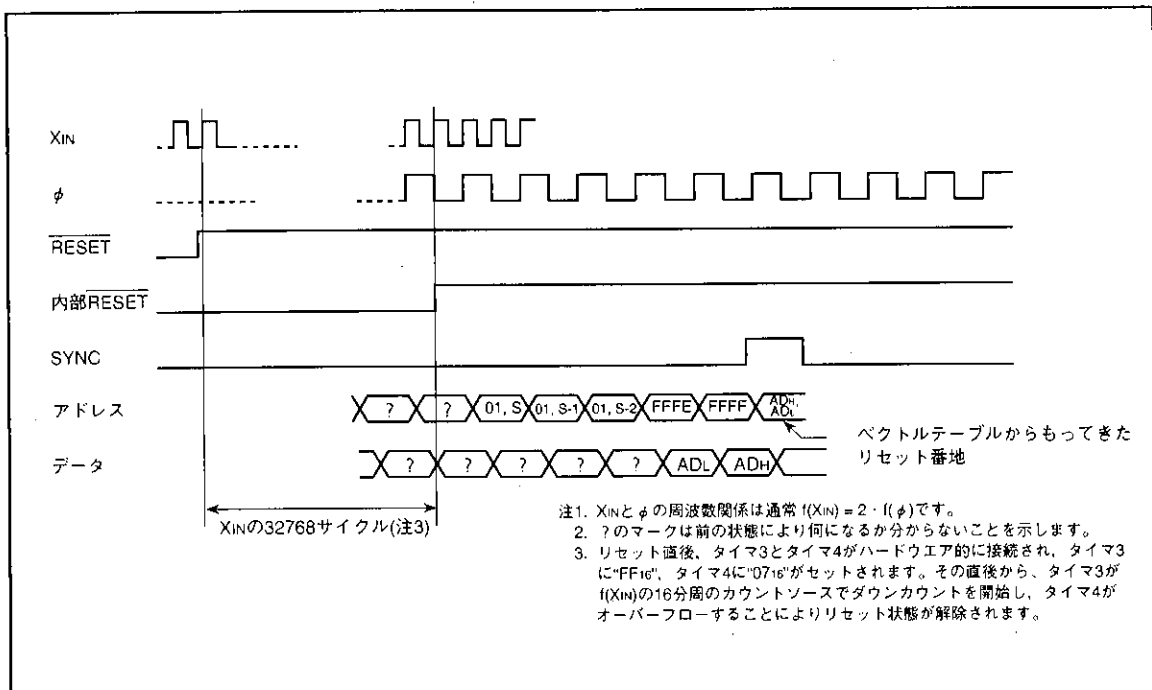 XIN
φ
RESET
内部RESET
SYNC
アドレス
? ? 01, S 01, S-1 01, S-2 FFFE FFFF ADH, ADL
データ
? ? ? ? ? ADL ADH
ベクトルテーブルからもってきた
リセット番地
XINの32768サイクル(注3)
注1. XINとφの周波数関係は通常 f(XIN) = 2・f(φ)です。
2. ?のマークは前の状態により何になるか分からないことを示します。
3. リセット直後、タイマ3とタイマ4がハードウエア的に接続され、タイマ3
に“FF16”、タイマ4に“0716”がセットされます。その直後から、タイマ3が
f(XIN)の16分周のカウントソースでダウンカウントを開始し、タイマ4が
オーバーフローすることによりリセット状態が解除されます。